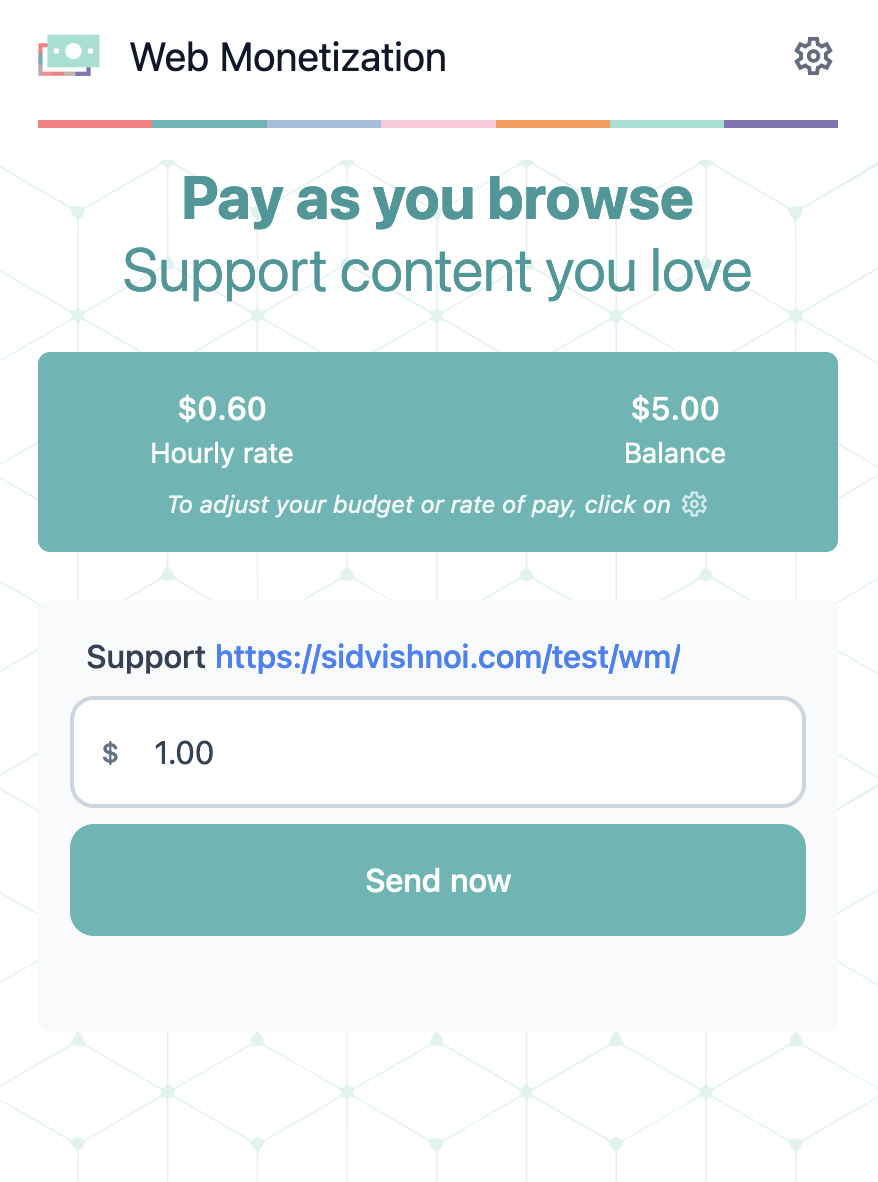 Web Monetization
Pay as you browse
Support content you love
$0.60
Hourly rate
$5.00
Balance
To adjust your budget or rate of pay, click on
Support https://sidvishnoi.com/test/wm/
$ 1.00
Send now